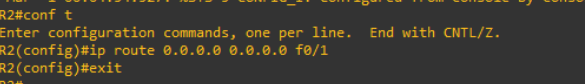 R2#conf t
Enter configuration commands, one per line.  End with CNTL/Z.
R2(config)#ip route 0.0.0.0 0.0.0.0 f0/1
R2(config)#exit
R2#